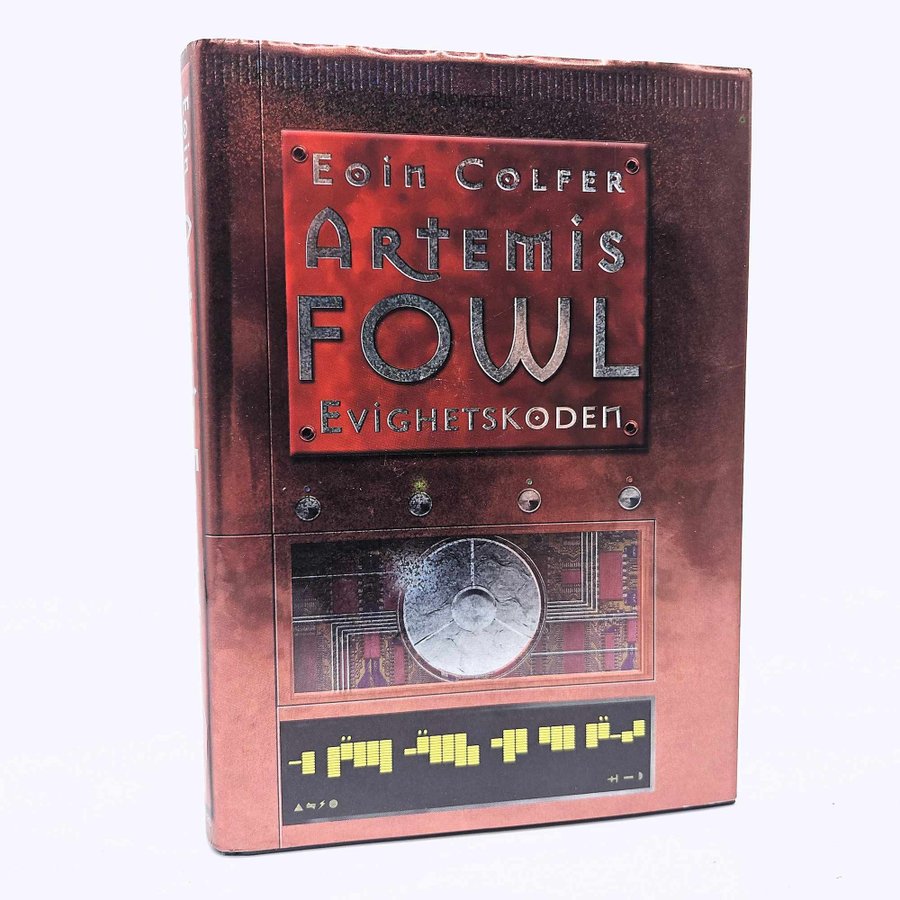 Eoin Colfer
Artemis
Fowl
Evighetskoden